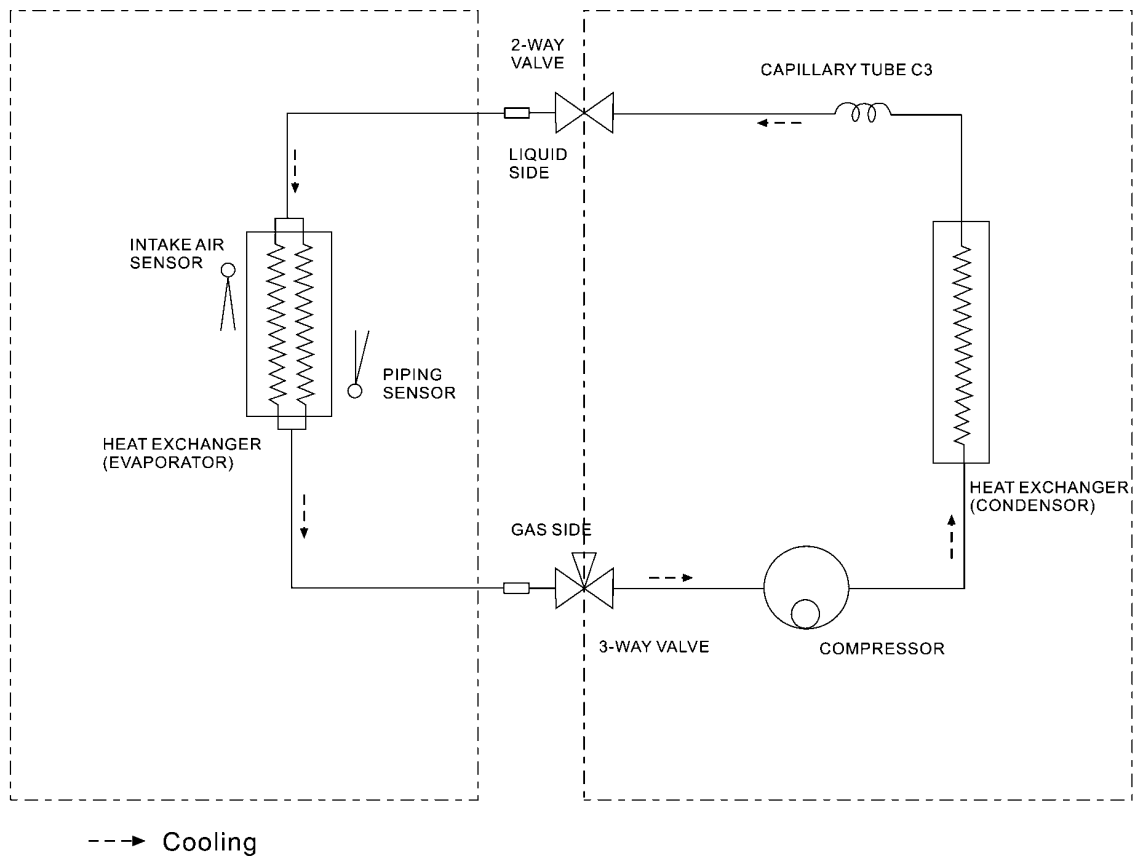 2-WAY
VALVE
CAPILLARY TUBE C3
LIQUID
SIDE
INTAKE AIR
SENSOR
PIPING
SENSOR
HEAT EXCHANGER
(EVAPORATOR)
HEAT EXCHANGER
(CONDENSOR)
GAS SIDE
3-WAY VALVE
COMPRESSOR
Cooling